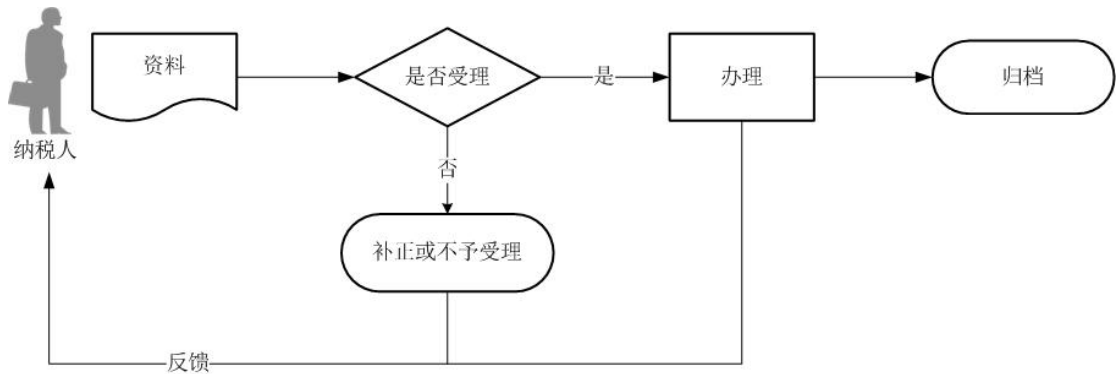 纳税人
资料
是否受理
是
办理
归档
否
补正或不予受理
反馈